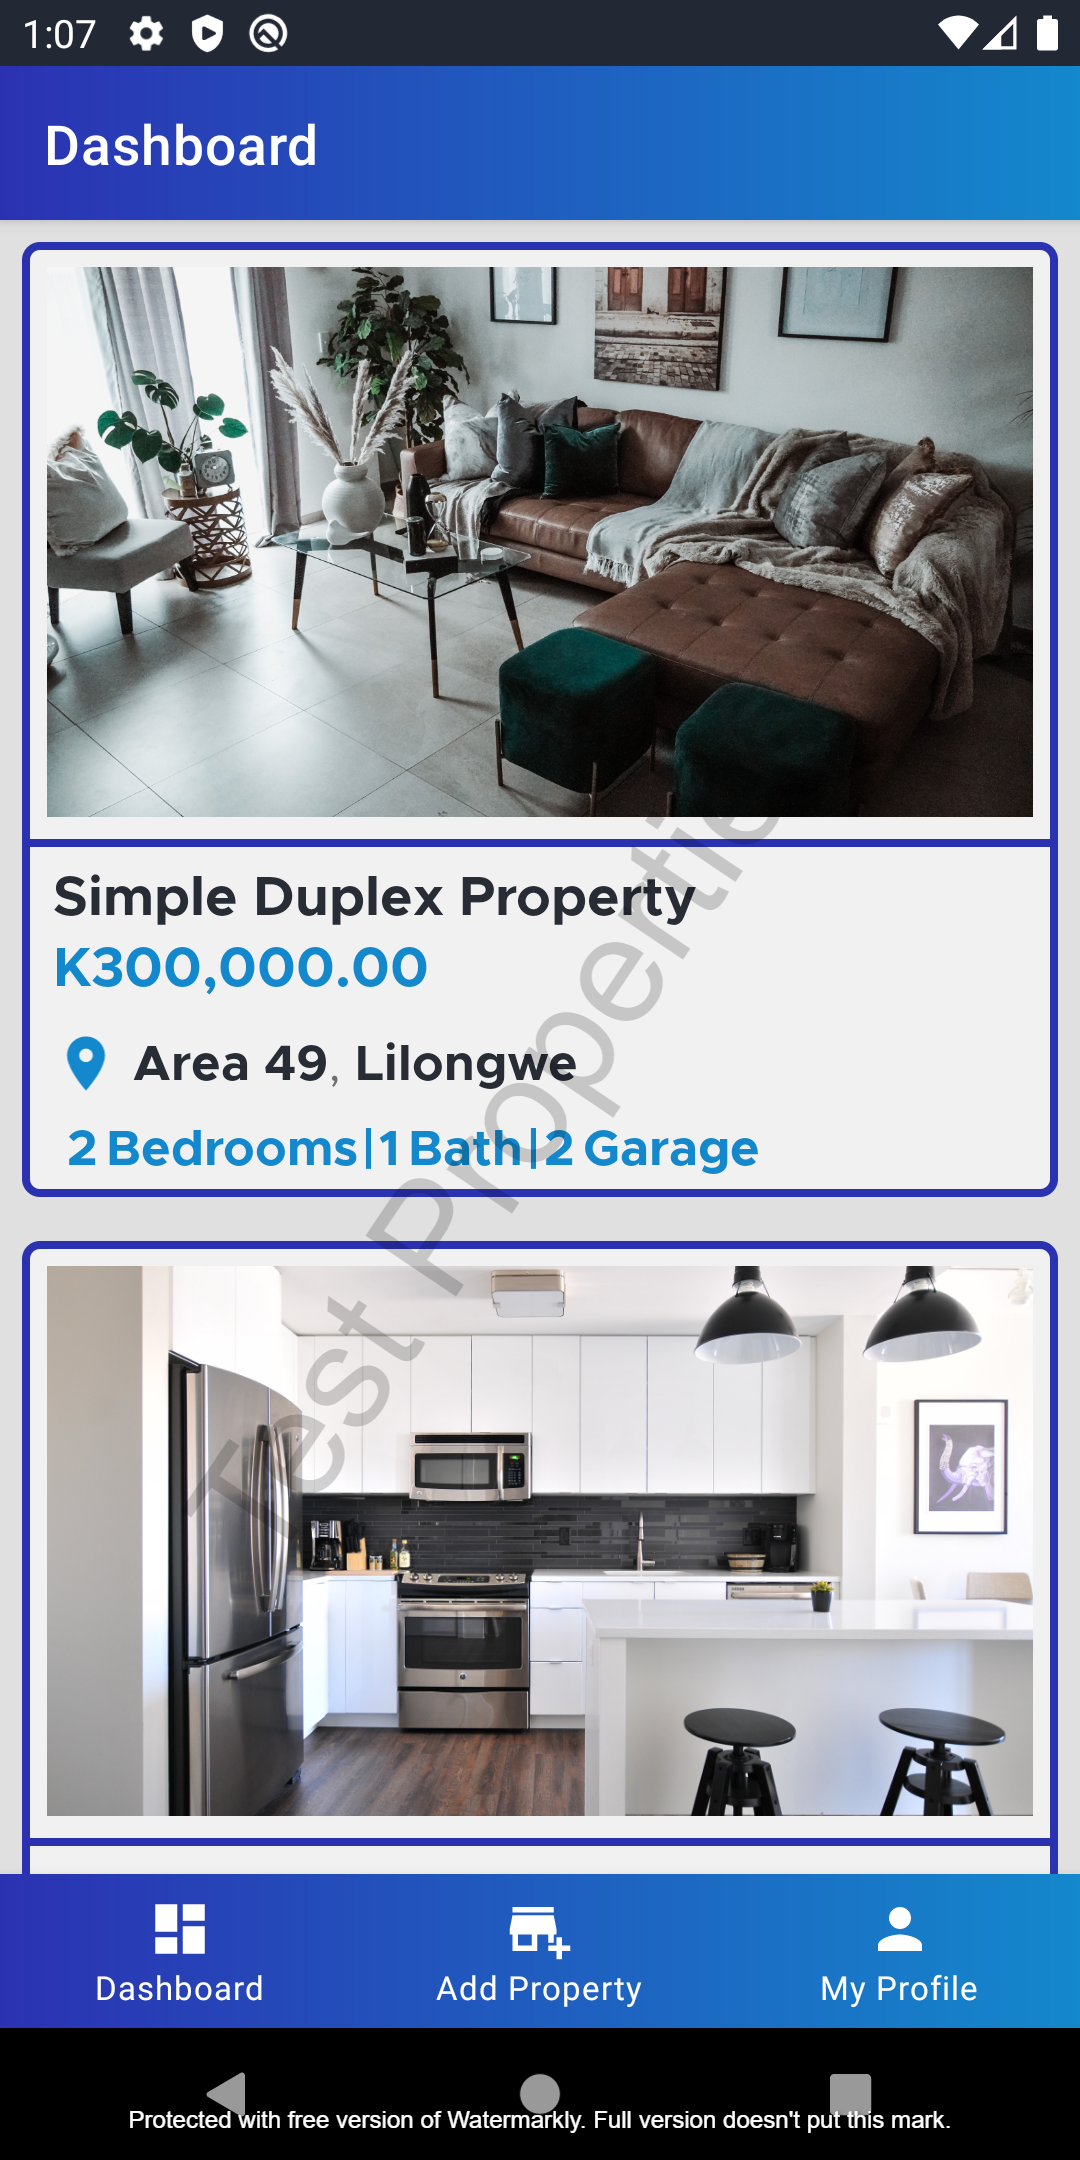 1:07
Dashboard
Simple Duplex Property
K300,000.00
Area 49, Lilongwe
2 Bedrooms|1 Bath|2 Garage
Test Propertie
Dashboard
Add Property
My Profile
Protected with free version of Watermarkly. Full version doesn't put this mark.